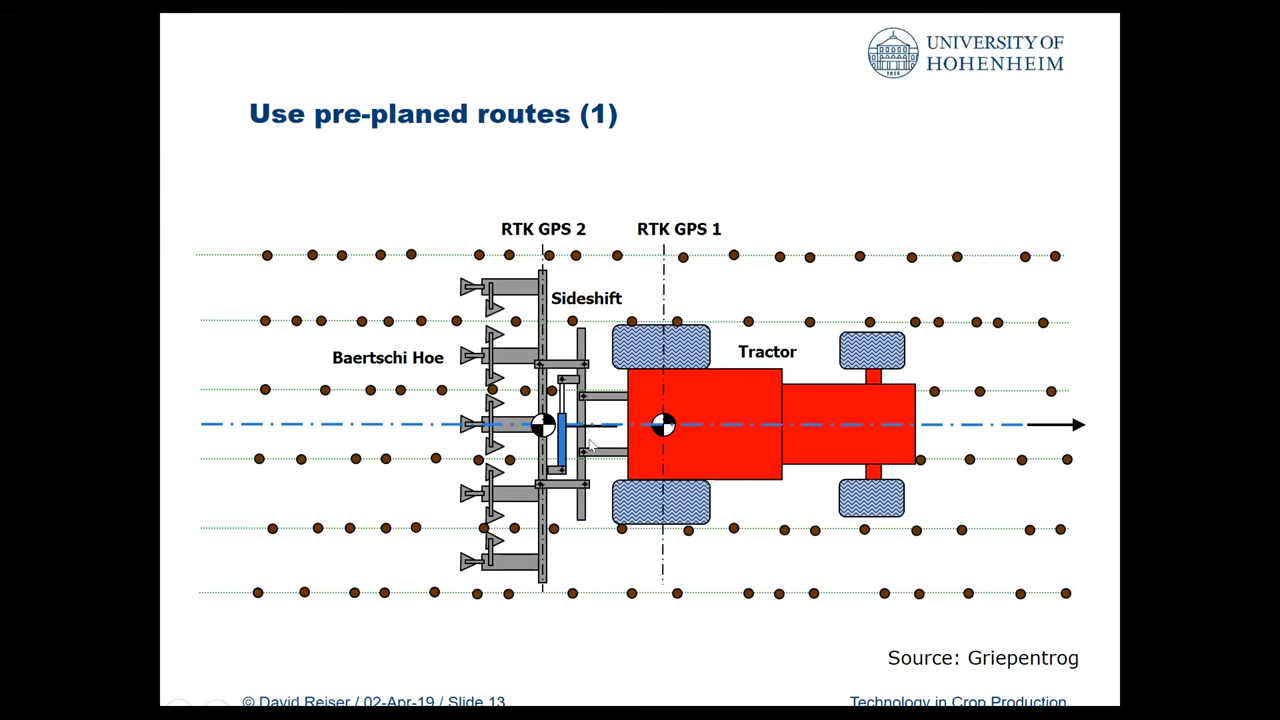 UNIVERSITY OF
HOHENHEIM
1818
Use pre-planed routes (1)
RTK GPS 2
RTK GPS 1
Sideshift
Baertschi Hoe
Tractor
Source: Griepentrog
© David Reiser / 02-Apr-19 / Slide 13
Technology in Crop Production